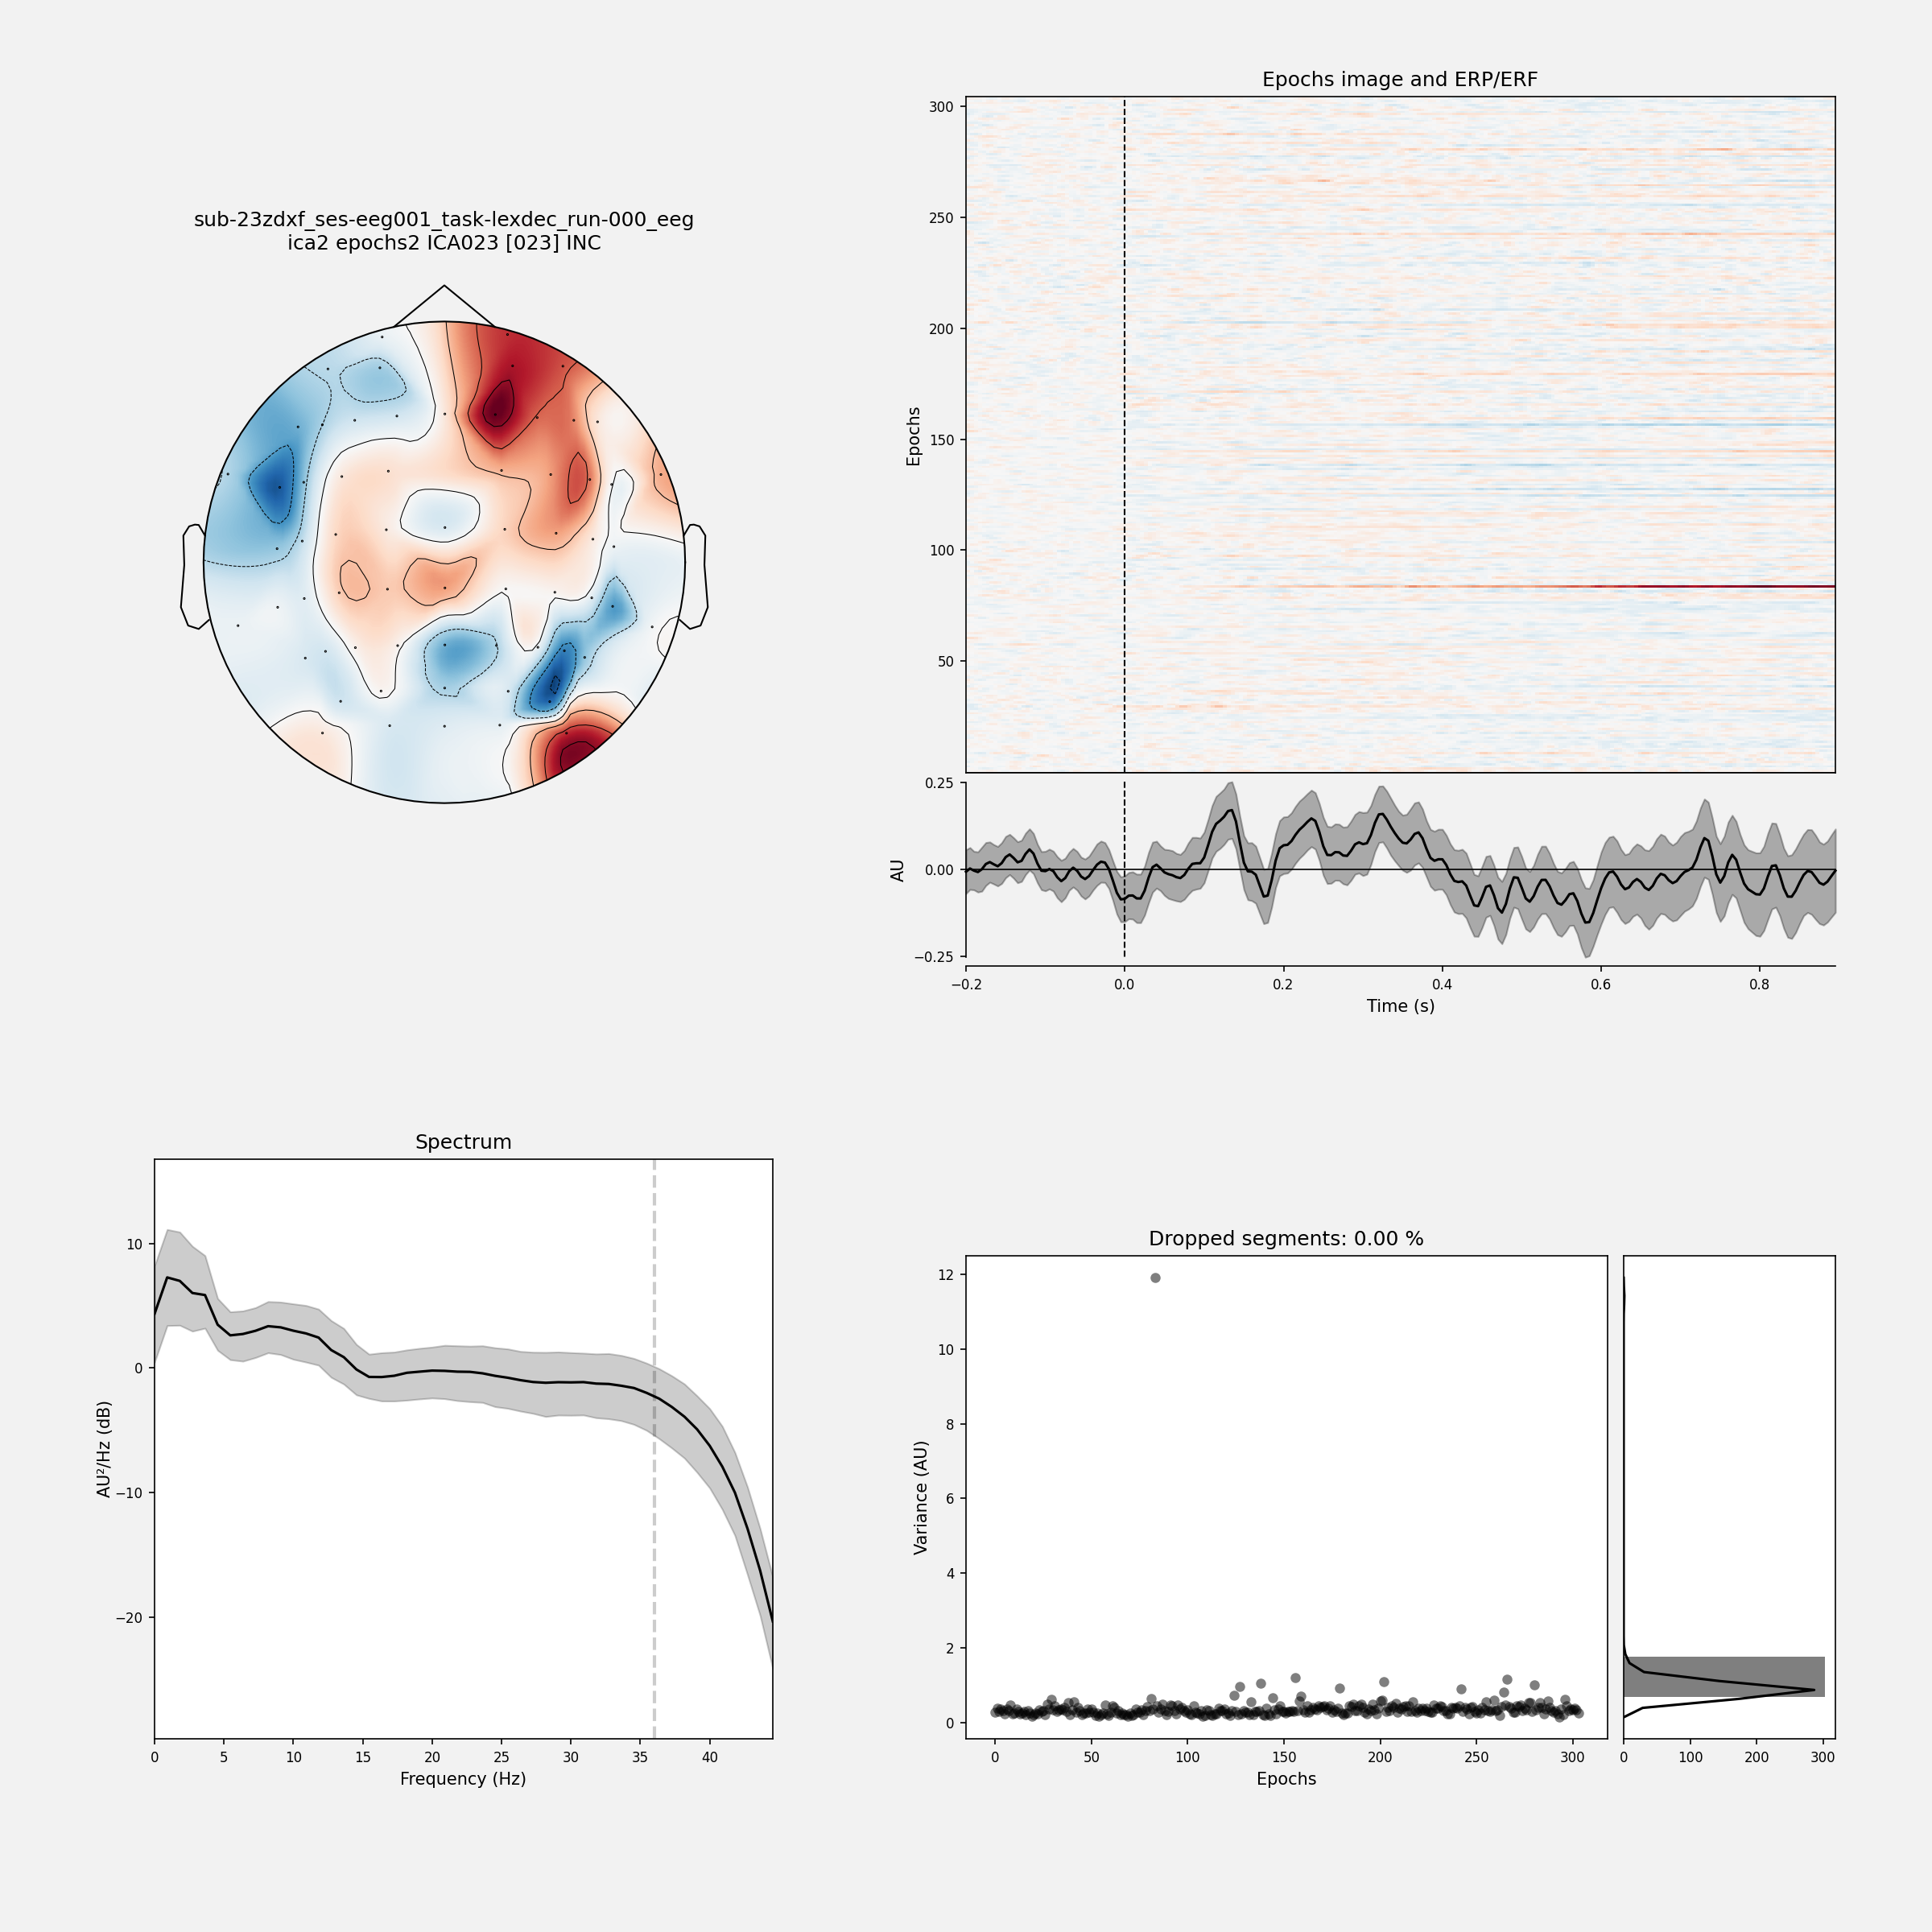 sub-23zdxf_ses-eeg001_task-lexdec_run-000_eeg
ica2 epochs2 ICA023 [023] INC
Epochs image and ERP/ERF
300
250
200
150
100
50
Epochs
0.25
0.00
−0.25
AU
−0.2 0.0 0.2 0.4 0.6 0.8
Time (s)
Spectrum
10
0
−10
−20
AU²/Hz (dB)
0 5 10 15 20 25 30 35 40
Frequency (Hz)
Dropped segments: 0.00 %
12
10
8
6
4
2
0
Variance (AU)
0 50 100 150 200 250 300
Epochs
0 100 200 300